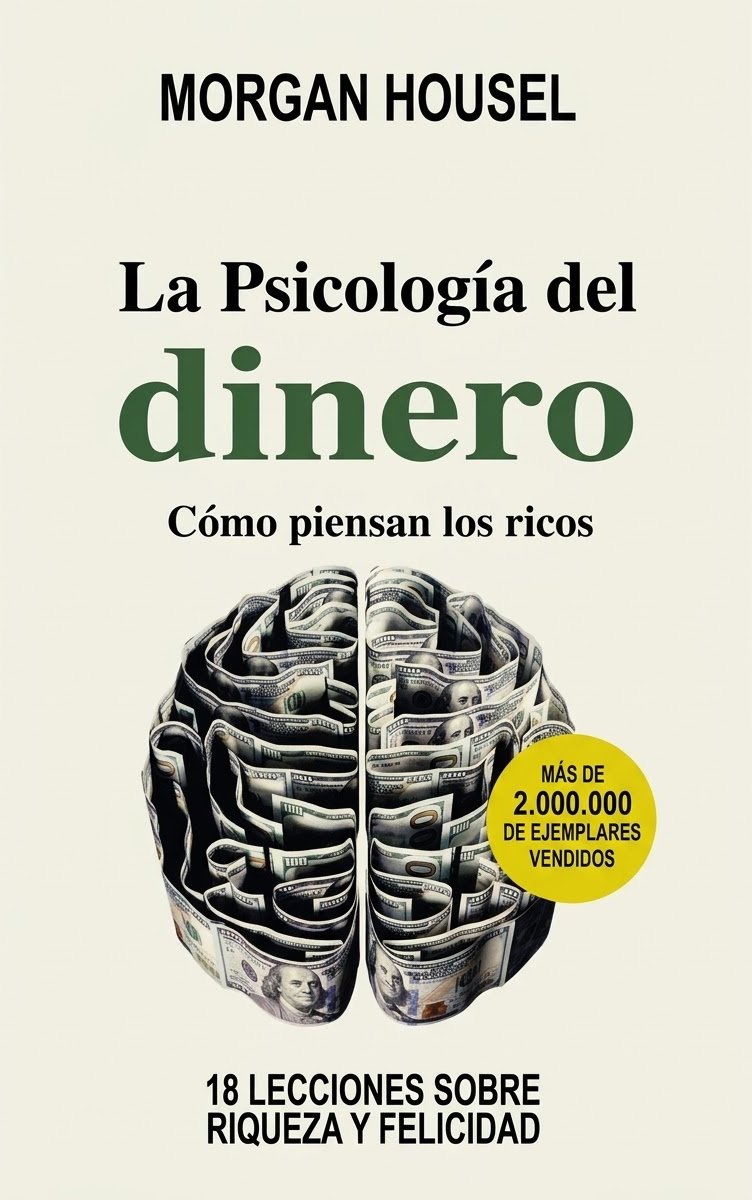 MORGAN HOUSEL
La Psicología del
dinero
Cómo piensan los ricos
MÁS DE
2.000.000
DE EJEMPLARES
VENDIDOS
18 LECCIONES SOBRE
RIQUEZA Y FELICIDAD